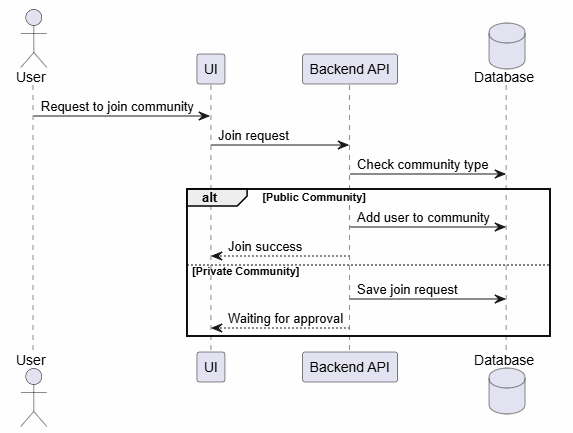 User
UI
Backend API
Database
Request to join community
Join request
Check community type
alt
[Public Community]
Add user to community
Join success
[Private Community]
Save join request
Waiting for approval
User
UI
Backend API
Database